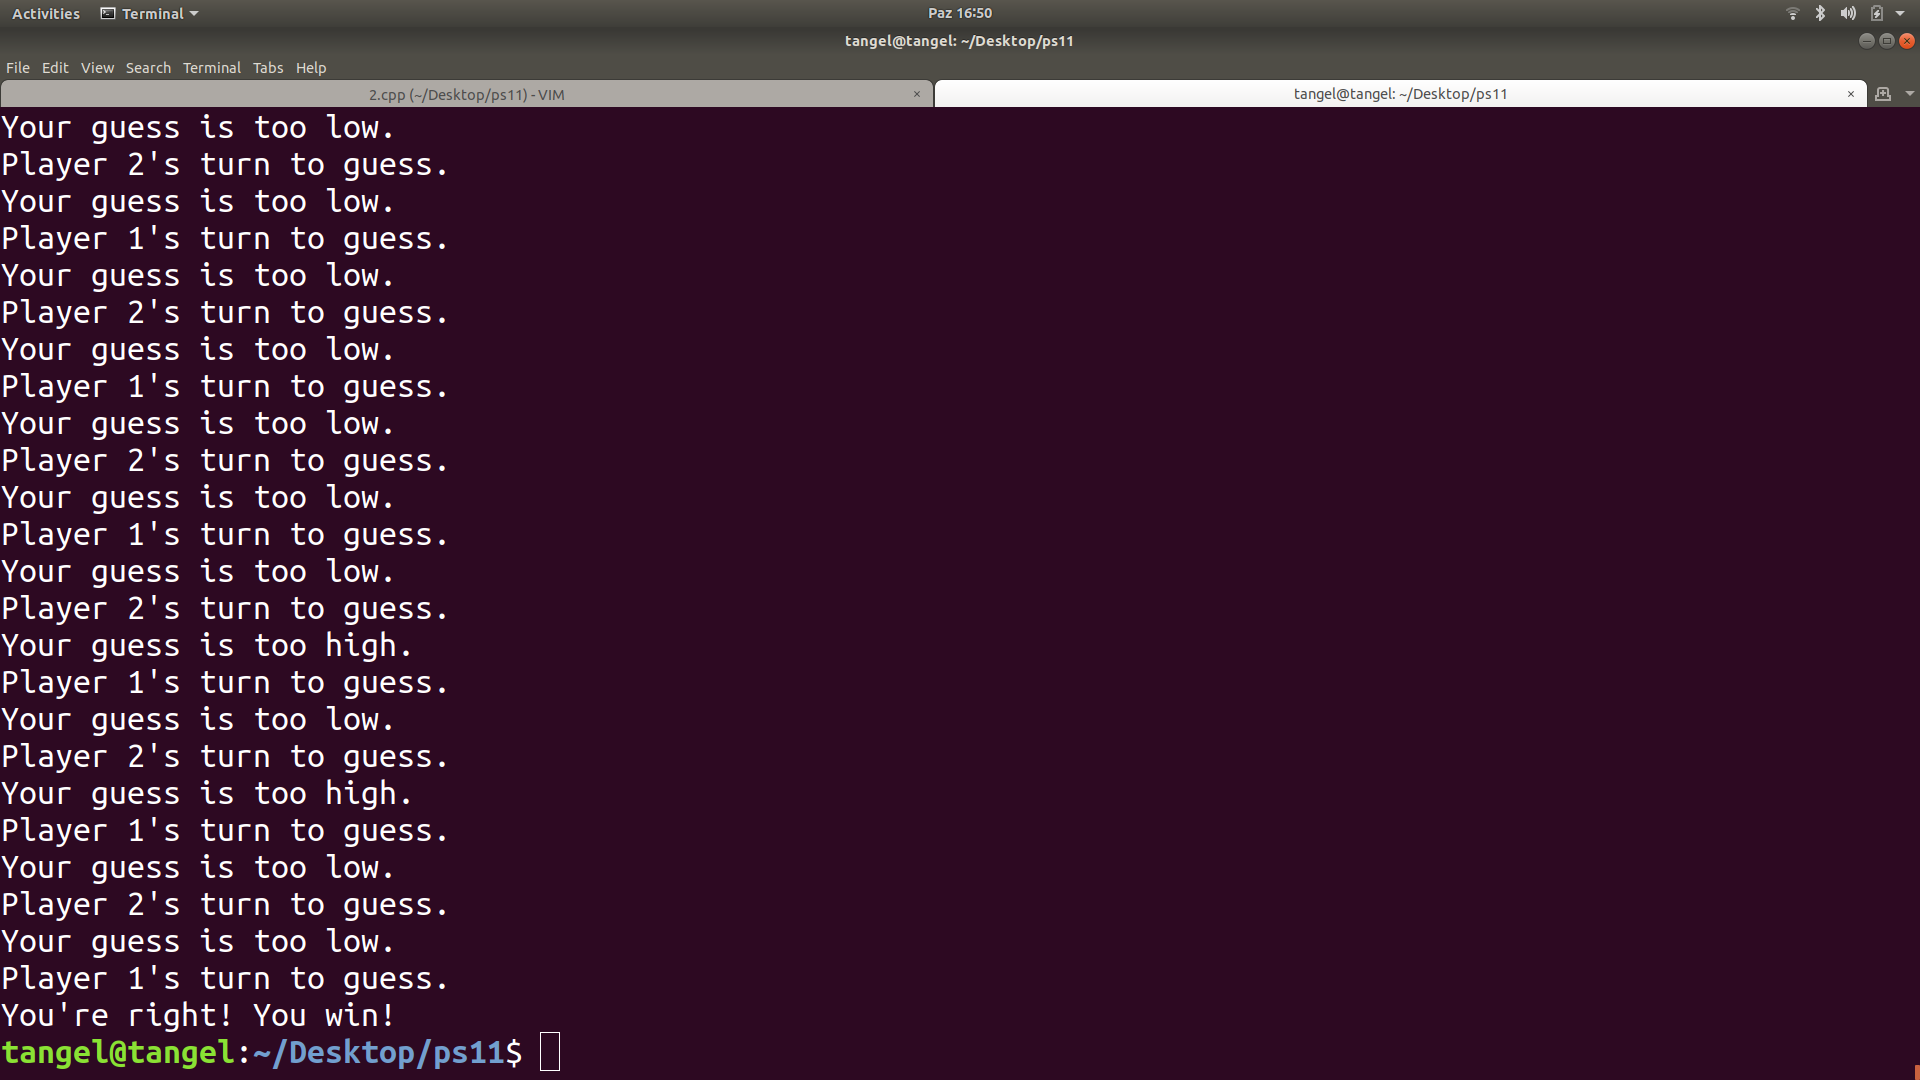 Activities Terminal Paz 16:50
tangel@tangel: ~/Desktop/ps11
File Edit View Search Terminal Tabs Help
2.cpp (~/Desktop/ps11) - VIM × tangel@tangel: ~/Desktop/ps11 ×
Your guess is too low.
Player 2's turn to guess.
Your guess is too low.
Player 1's turn to guess.
Your guess is too low.
Player 2's turn to guess.
Your guess is too low.
Player 1's turn to guess.
Your guess is too low.
Player 2's turn to guess.
Your guess is too low.
Player 1's turn to guess.
Your guess is too low.
Player 2's turn to guess.
Your guess is too high.
Player 1's turn to guess.
Your guess is too low.
Player 2's turn to guess.
Your guess is too high.
Player 1's turn to guess.
Your guess is too low.
Player 2's turn to guess.
Your guess is too low.
Player 1's turn to guess.
You're right! You win!
tangel@tangel:~/Desktop/ps11$